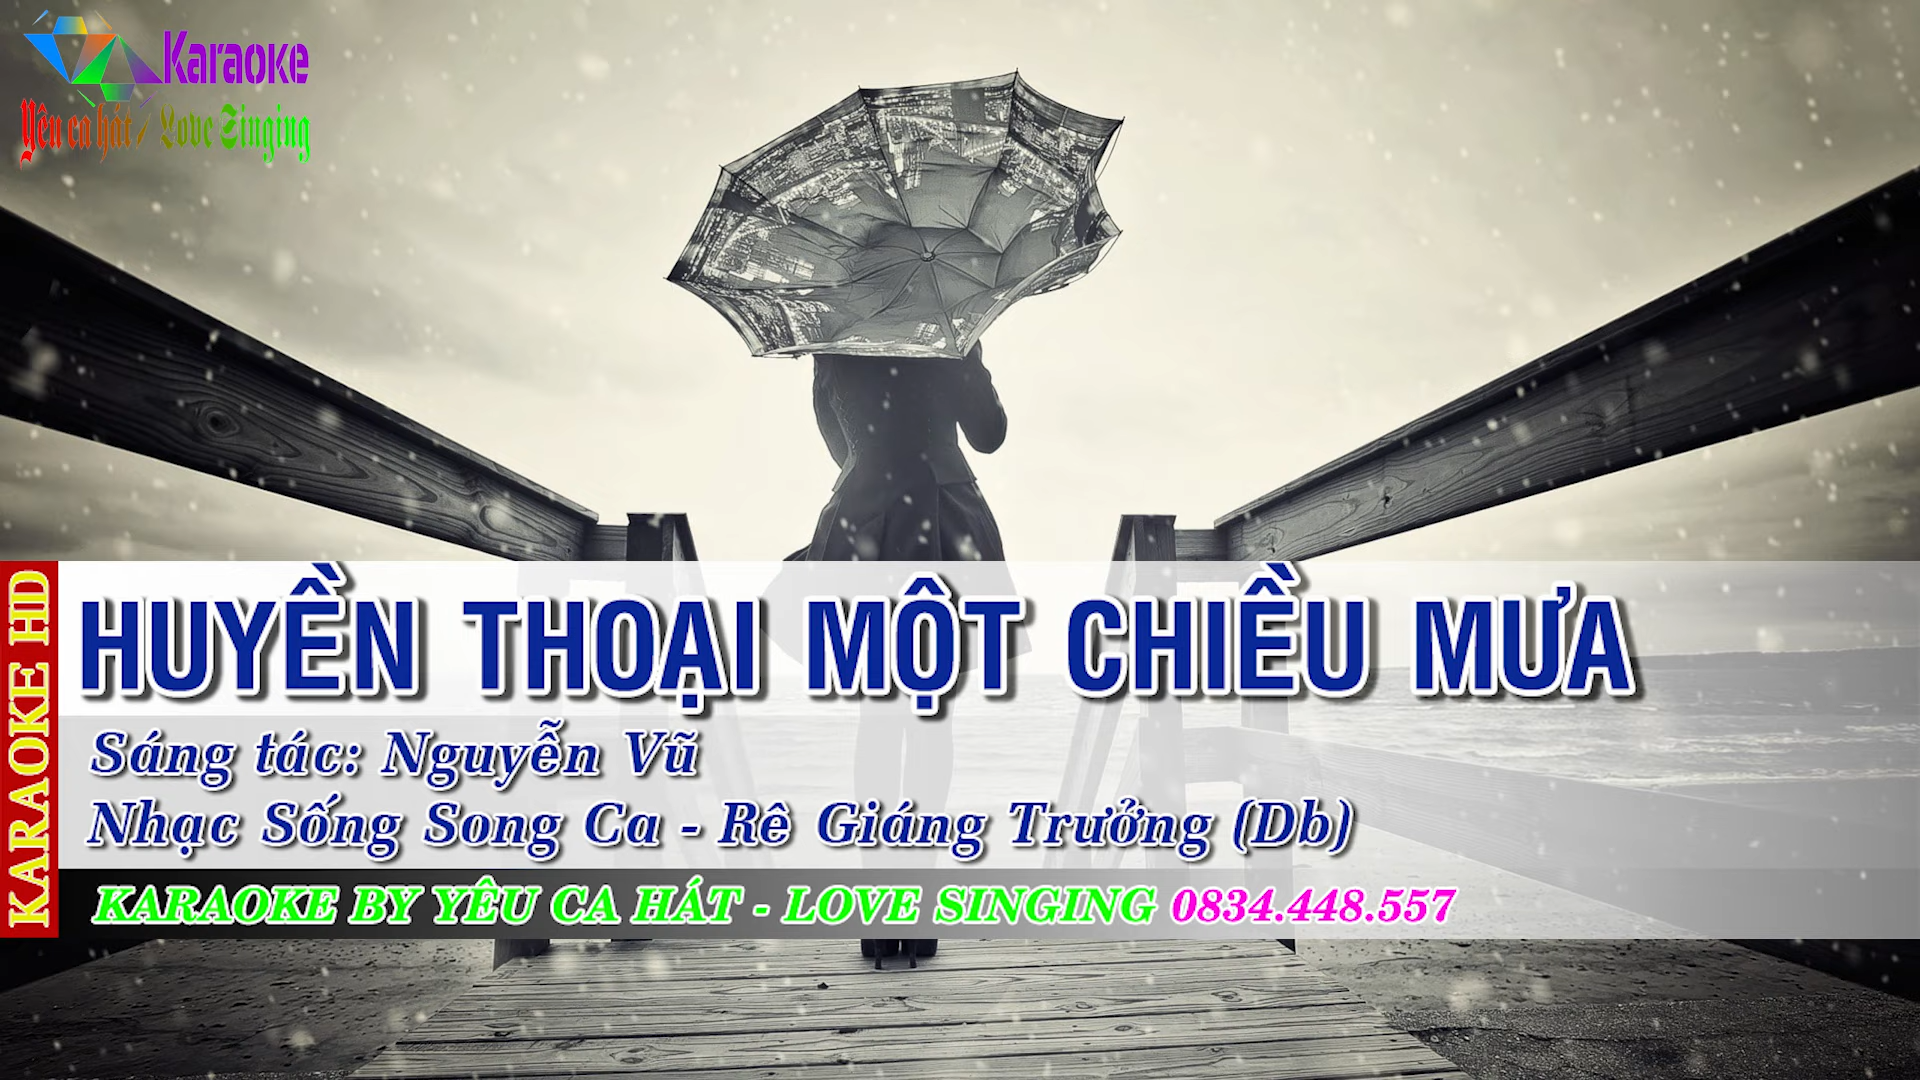 Karaoke
Yêu ca hát / Love Singing
KARAOKE HD
HUYỀN THOẠI MỘT CHIỀU MƯA
Sáng tác: Nguyễn Vũ
Nhạc Sống Song Ca - Rê Giáng Trưởng (Db)
KARAOKE BY YÊU CA HÁT - LOVE SINGING 0834.448.557